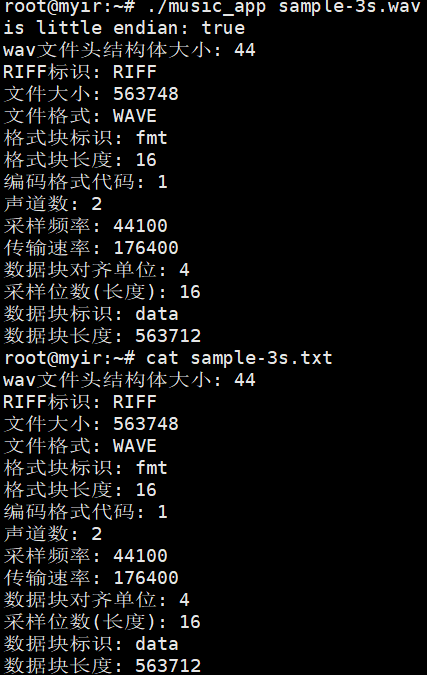 root@myir:~# ./music_app sample-3s.wav
is little endian: true
wav文件头结构体大小: 44
RIFF标识: RIFF
文件大小: 563748
文件格式: WAVE
格式块标识: fmt
格式块长度: 16
编码格式代码: 1
声道数: 2
采样频率: 44100
传输速率: 176400
数据块对齐单位: 4
采样位数(长度): 16
数据块标识: data
数据块长度: 563712
root@myir:~# cat sample-3s.txt
wav文件头结构体大小: 44
RIFF标识: RIFF
文件大小: 563748
文件格式: WAVE
格式块标识: fmt
格式块长度: 16
编码格式代码: 1
声道数: 2
采样频率: 44100
传输速率: 176400
数据块对齐单位: 4
采样位数(长度): 16
数据块标识: data
数据块长度: 563712